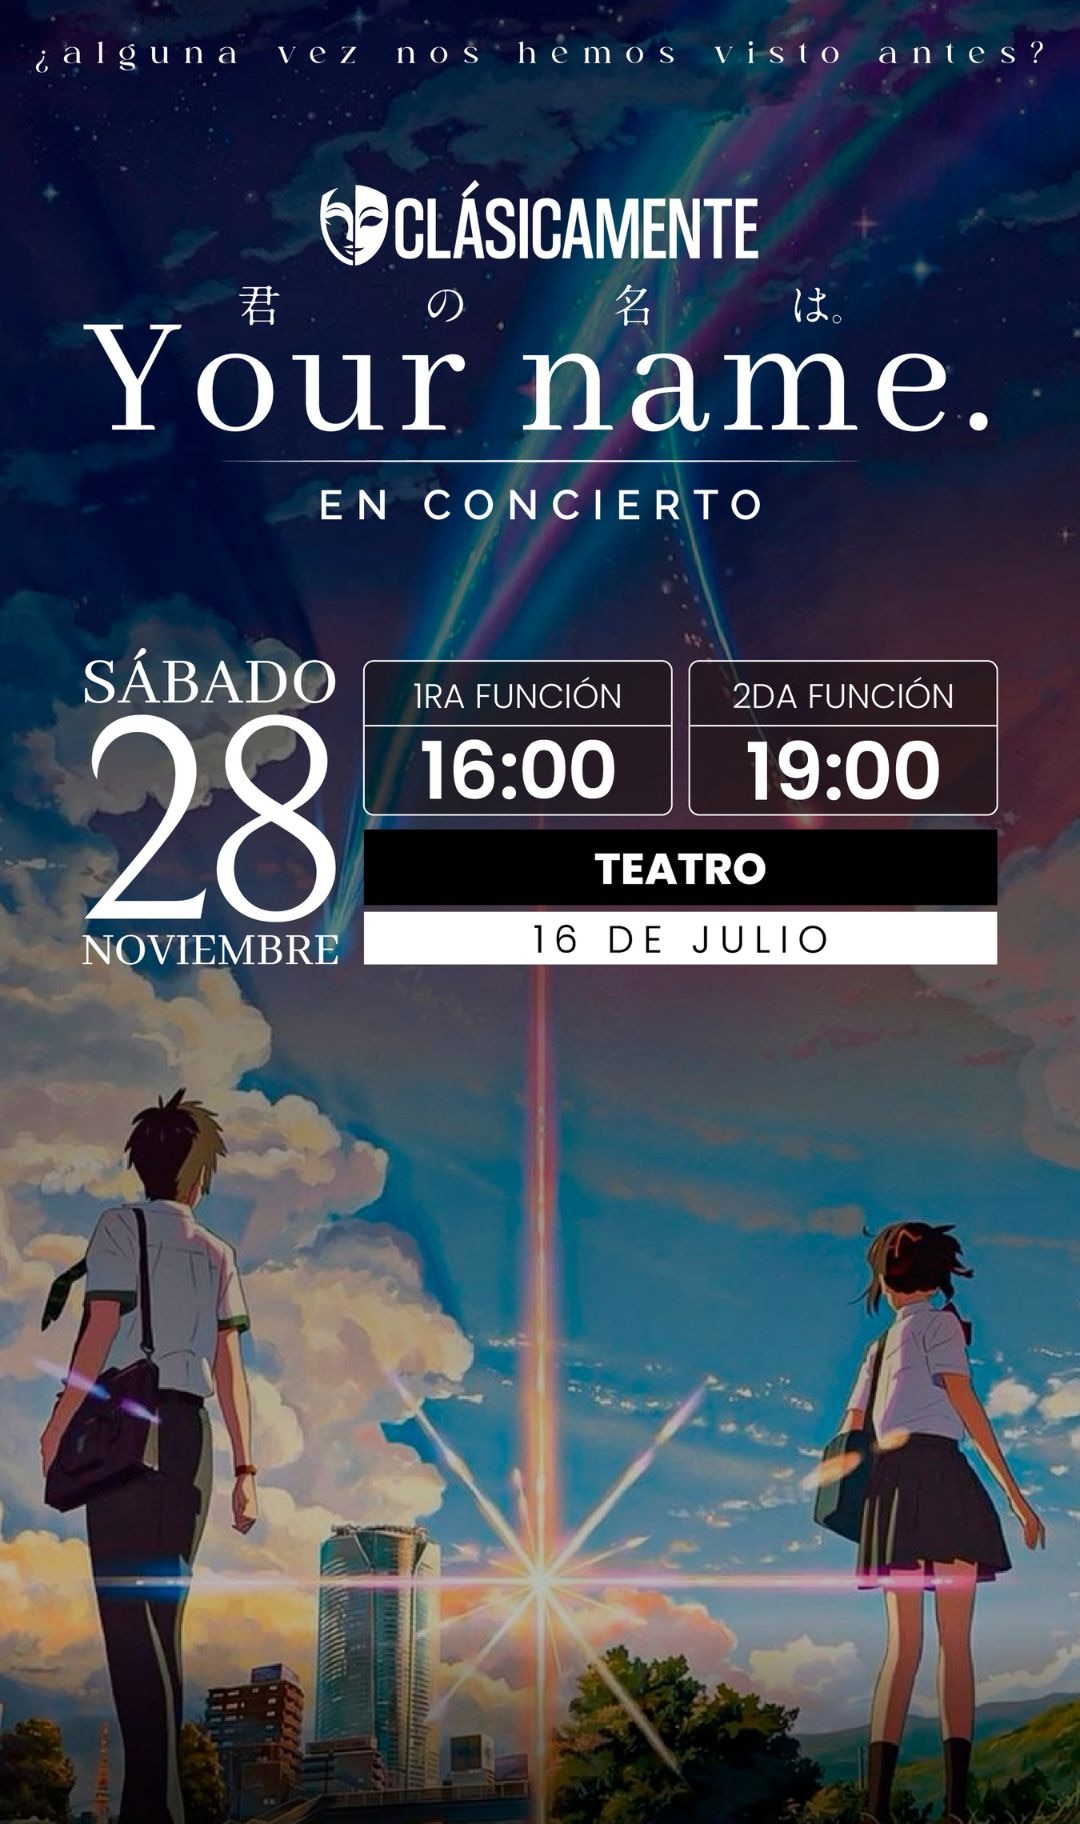 ¿alguna vez nos hemos visto antes?
CLÁSICAMENTE
君の名は。
Your name.
EN CONCIERTO
SÁBADO
28
NOVIEMBRE
1RA FUNCIÓN
16:00
2DA FUNCIÓN
19:00
TEATRO
16 DE JULIO